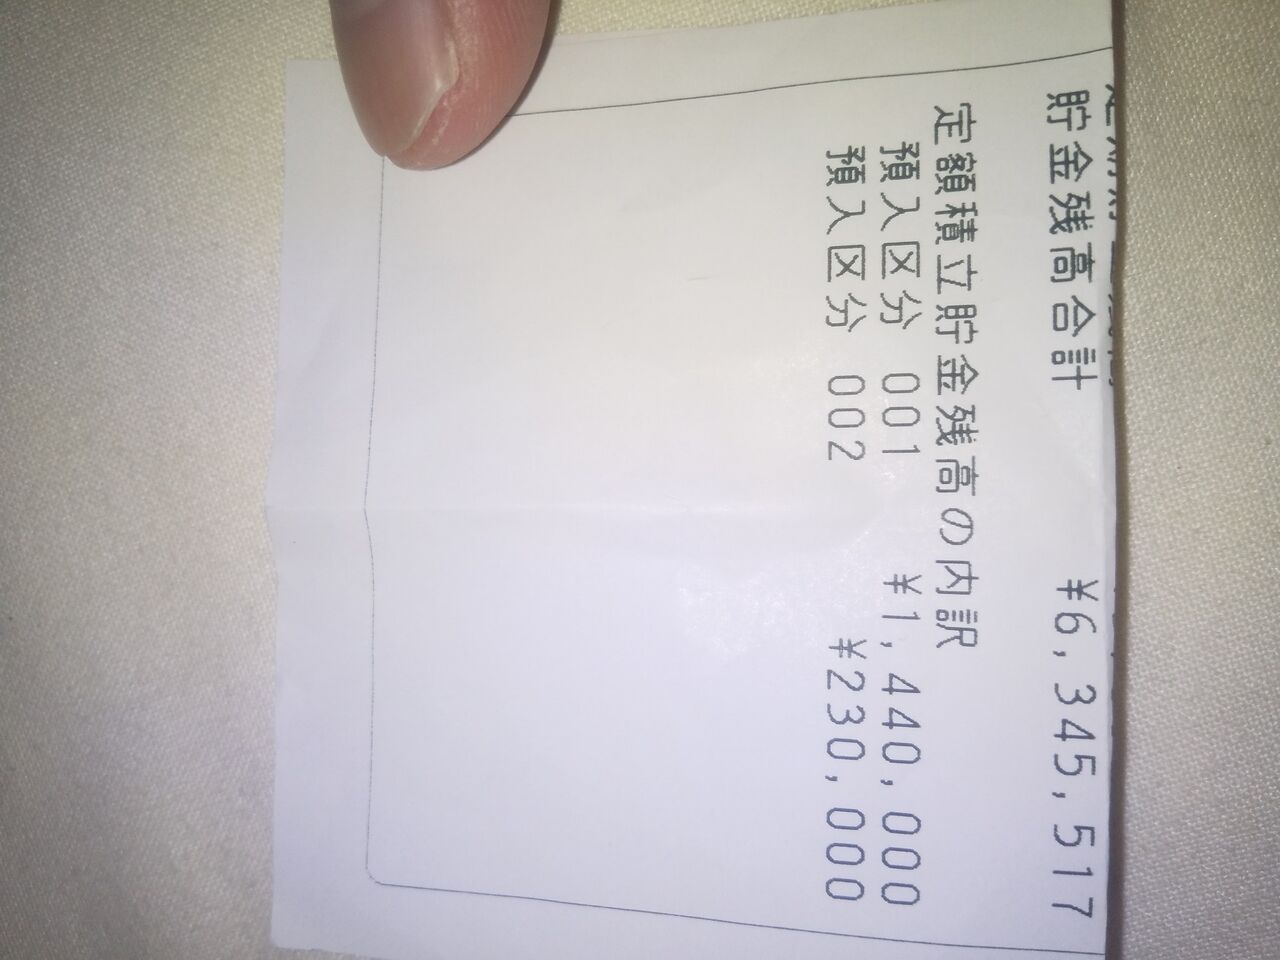 貯金残高合計 ¥6,345,517
定額積立貯金残高の内訳
預入区分 001 ¥1,440,000
預入区分 002 ¥230,000